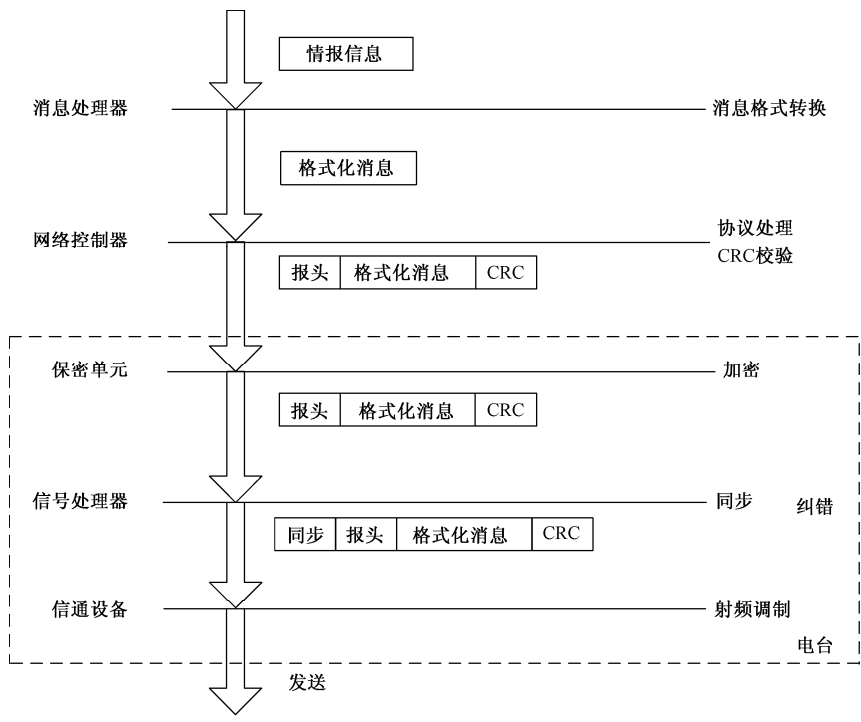 情报信息
消息处理器
消息格式转换
格式化消息
网络控制器
协议处理
CRC校验
报头 格式化消息 CRC
保密单元
加密
报头 格式化消息 CRC
信号处理器
同步
纠错
同步 报头 格式化消息 CRC
信通设备
射频调制
电台
发送